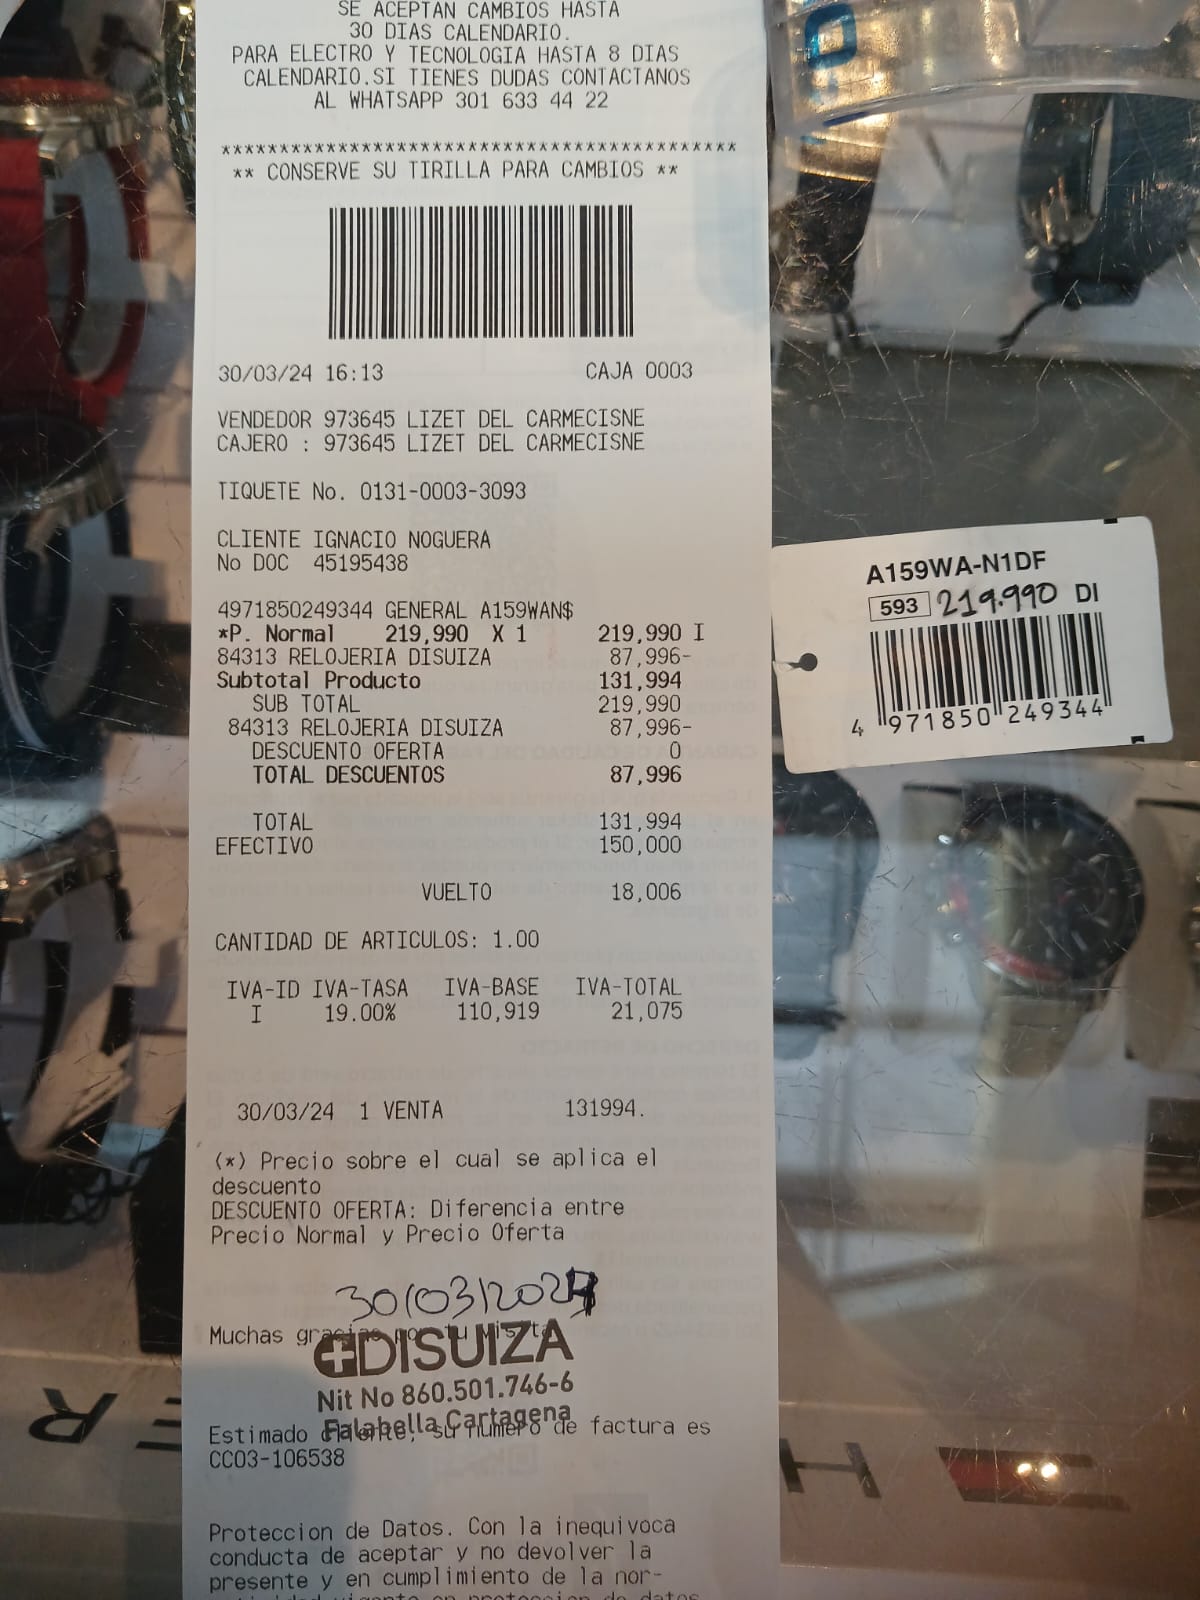 SE ACEPTAN CAMBIOS HASTA
30 DIAS CALENDARIO.
PARA ELECTRO Y TECNOLOGIA HASTA 8 DIAS
CALENDARIO.SI TIENES DUDAS CONTACTANOS
AL WHATSAPP 301 633 44 22
*******************************************
** CONSERVE SU TIRILLA PARA CAMBIOS **
30/03/24 16:13 CAJA 0003
VENDEDOR 973645 LIZET DEL CARMECISNE
CAJERO : 973645 LIZET DEL CARMECISNE
TIQUETE No. 0131-0003-3093
CLIENTE IGNACIO NOGUERA
No DOC 45195438
4971850249344 GENERAL A159WAN$
*P. Normal 219,990 X 1 219,990 I
84313 RELOJERIA DISUIZA 87,996-
Subtotal Producto 131,994
SUB TOTAL 219,990
84313 RELOJERIA DISUIZA 87,996-
DESCUENTO OFERTA 0
TOTAL DESCUENTOS 87,996
TOTAL 131,994
EFECTIVO 150,000
VUELTO 18,006
CANTIDAD DE ARTICULOS: 1.00
IVA-ID IVA-TASA IVA-BASE IVA-TOTAL
I 19.00% 110,919 21,075
30/03/24 1 VENTA 131994.
(*) Precio sobre el cual se aplica el
descuento
DESCUENTO OFERTA: Diferencia entre
Precio Normal y Precio Oferta
30/03/2024
Muchas gracias por tu visita
DISUIZA
Nit No 860.501.746-6
Falabella Cartagena
Estimado cliente, su numero de factura es
CC03-106538
Proteccion de Datos. Con la inequivoca
conducta de aceptar y no devolver la
presente y en cumplimiento de la nor-
A159WA-N1DF
593 219.990 DI
4 971850 249344